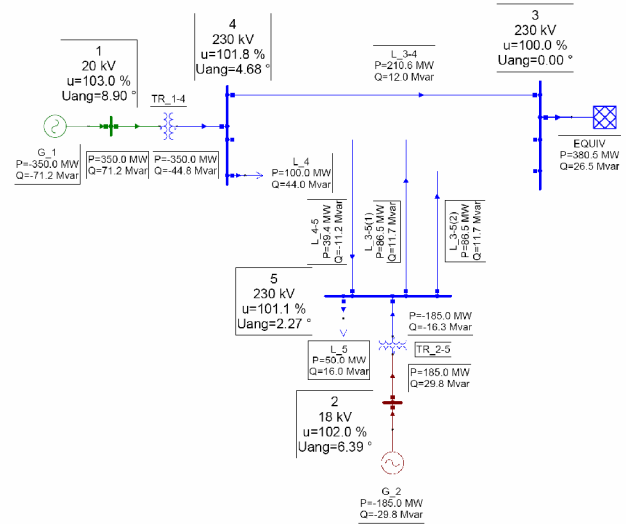 4
230 kV
u=101.8 %
Uang=4.68 °
3
230 kV
u=100.0 %
Uang=0.00 °
1
20 kV
u=103.0 %
Uang=8.90 °
L_3-4
P=210.6 MW
Q=12.0 Mvar
TR_1-4
G_1
P=-350.0 MW
Q=-71.2 Mvar
P=350.0 MW
Q=71.2 Mvar
P=-350.0 MW
Q=-44.8 Mvar
L_4
P=100.0 MW
Q=44.0 Mvar
EQUIV
P=380.5 MW
Q=26.5 Mvar
L_4-5
P=39.4 MW
Q=-11.2 Mvar
L_3-5(1)
P=86.5 MW
Q=11.7 Mvar
L_3-5(2)
P=86.5 MW
Q=11.7 Mvar
5
230 kV
u=101.1 %
Uang=2.27 °
P=-185.0 MW
Q=-16.3 Mvar
TR_2-5
L_5
P=50.0 MW
Q=16.0 Mvar
P=185.0 MW
Q=29.8 Mvar
2
18 kV
u=102.0 %
Uang=6.39 °
G_2
P=-185.0 MW
Q=-29.8 Mvar